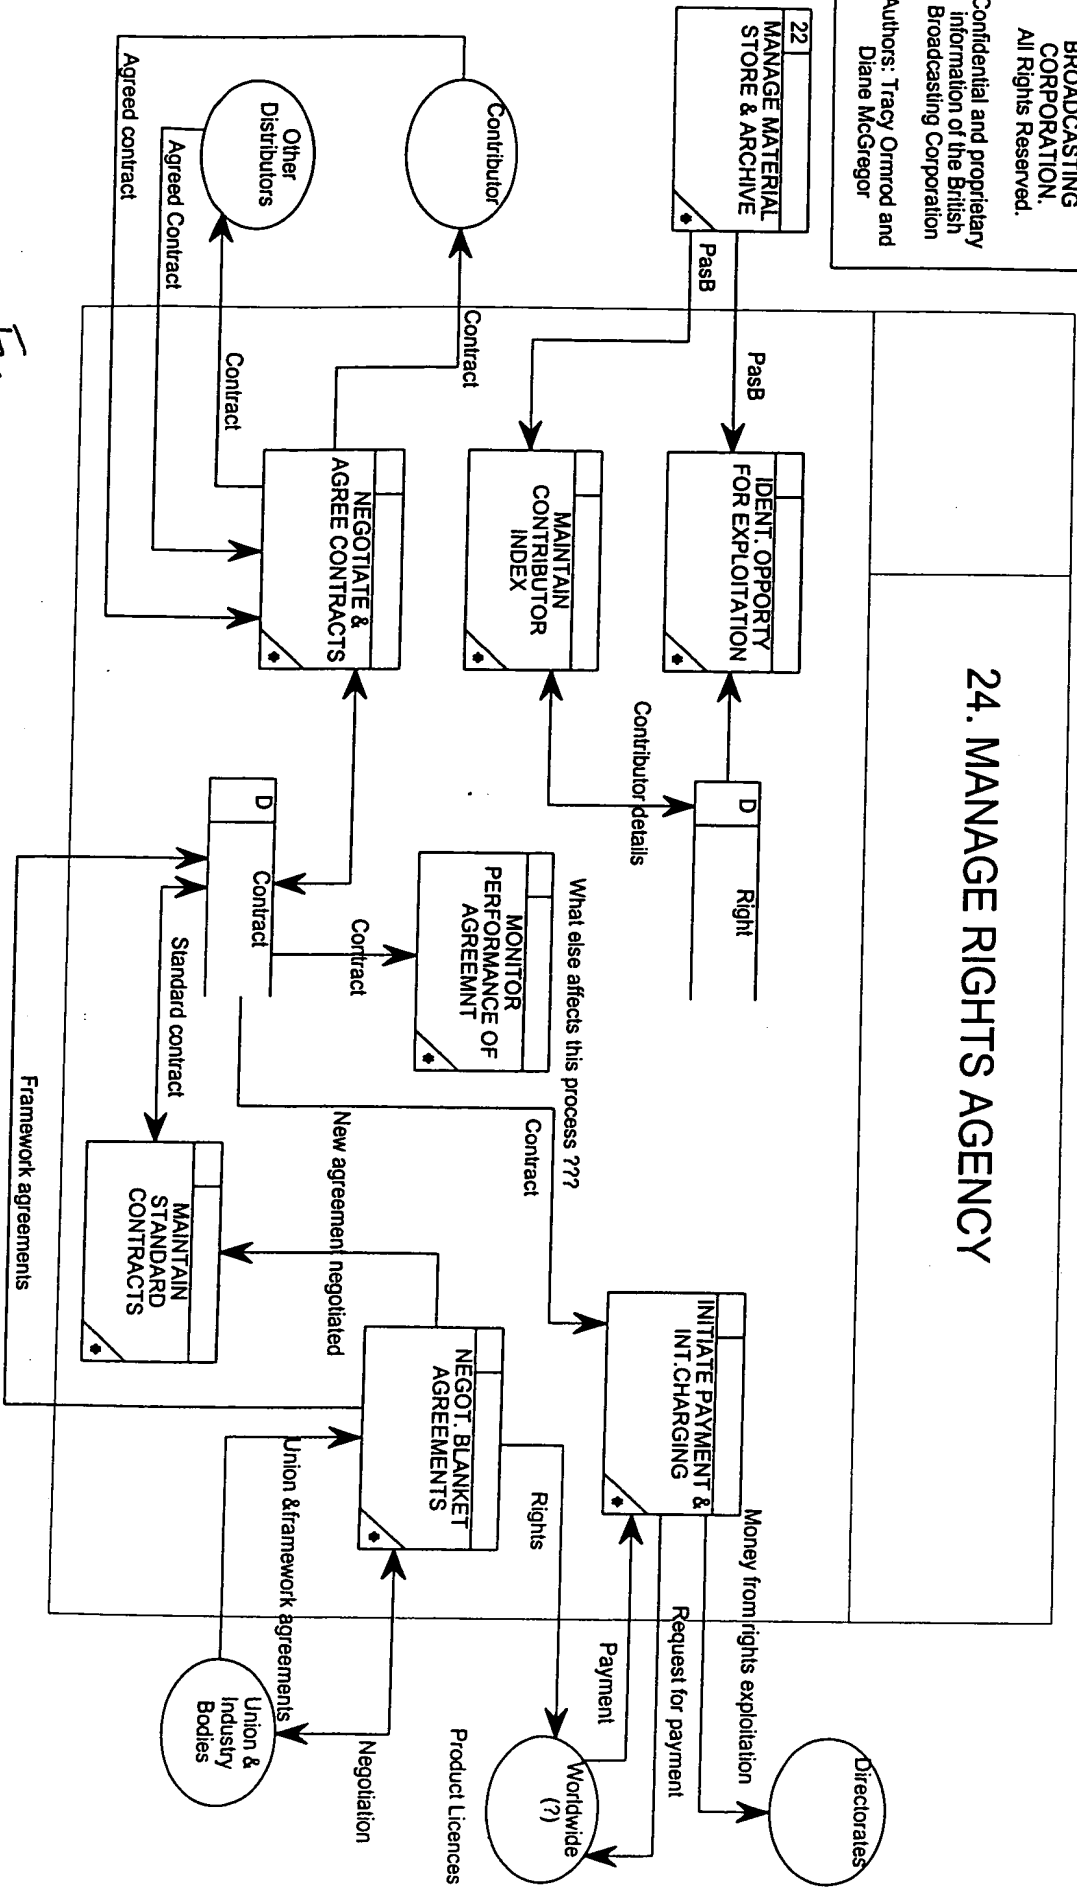 BROADCASTING
CORPORATION.
All Rights Reserved.
Confidential and proprietary
information of the British
Broadcasting Corporation
Authors: Tracy Ormrod and
Diane McGregor
24. MANAGE RIGHTS AGENCY
22
MANAGE MATERIAL
STORE & ARCHIVE
*
PasB
PasB
IDENT. OPPORTY
FOR EXPLOITATION
*
D
Right
Money from rights exploitation
Directorates
INITIATE PAYMENT &
INT.CHARGING
*
Request for payment
Payment
Contributor details
MAINTAIN
CONTRIBUTOR
INDEX
*
What else affects this process ???
MONITOR
PERFORMANCE OF
AGREEMNT
*
Contract
Rights
Worldwide
(?)
Product Licences
Contributor
Contract
NEGOTIATE &
AGREE CONTRACTS
*
Contract
New agreement negotiated
NEGOT. BLANKET
AGREEMENTS
*
Negotiation
Other
Distributors
Contract
D
Contract
Union &framework agreements
Union &
Industry
Bodies
Agreed Contract
Standard contract
MAINTAIN
STANDARD
CONTRACTS
*
Agreed contract
Framework agreements